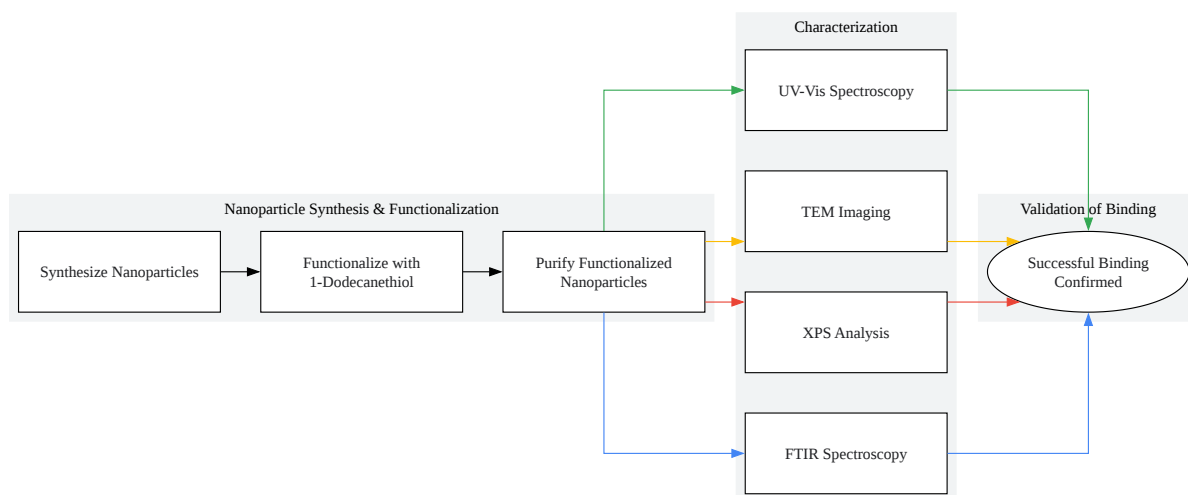 Characterization
UV-Vis Spectroscopy
TEM Imaging
Nanoparticle Synthesis & Functionalization
Validation of Binding
Synthesize Nanoparticles
Functionalize with
1-Dodecanethiol
Purify Functionalized
Nanoparticles
Successful Binding
Confirmed
XPS Analysis
FTIR Spectroscopy